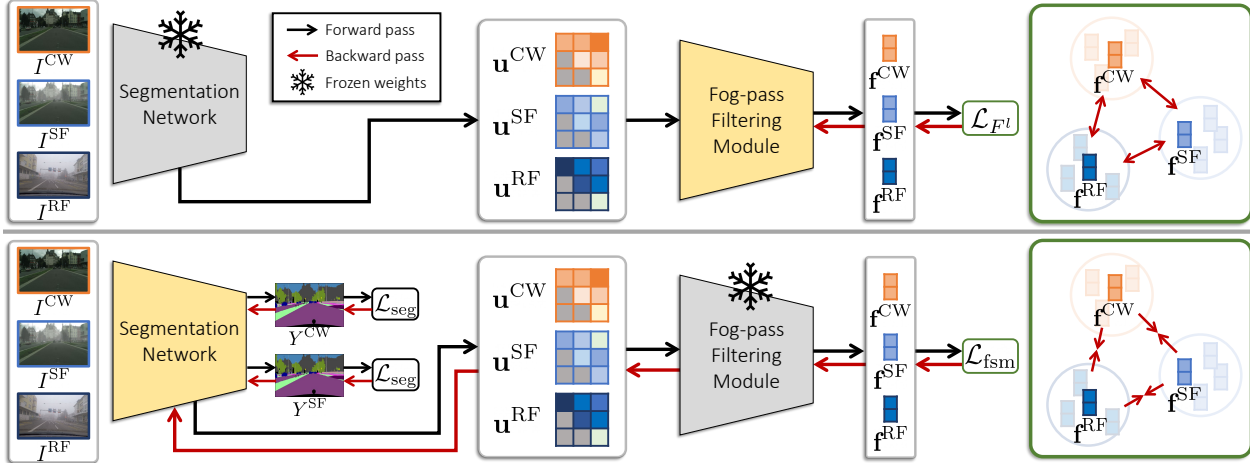 I^CW
I^SF
I^RF
Segmentation
Network
Forward pass
Backward pass
Frozen weights
u^CW
u^SF
u^RF
Fog-pass
Filtering
Module
f^CW
f^SF
f^RF
ℒ_{F^l}
f^CW
f^SF
f^RF
I^CW
I^SF
I^RF
Segmentation
Network
Y^CW
ℒ_seg
Y^SF
ℒ_seg
u^CW
u^SF
u^RF
Fog-pass
Filtering
Module
f^CW
f^SF
f^RF
ℒ_fsm
f^CW
f^SF
f^RF